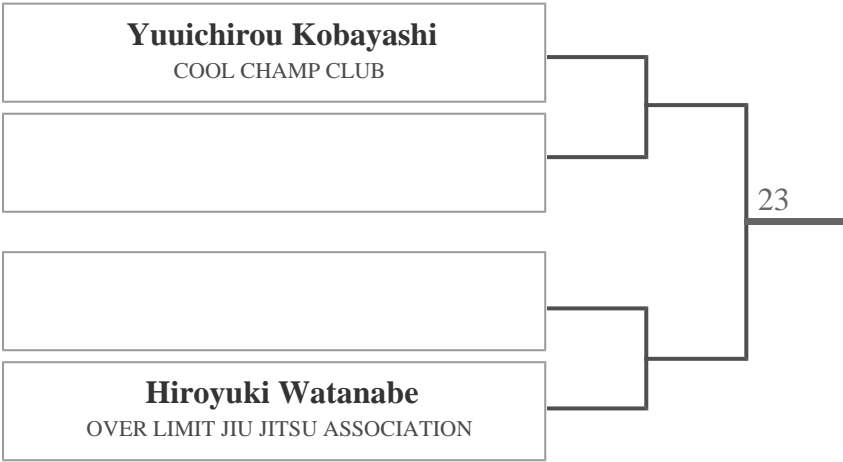 Yuuichirou Kobayashi
COOL CHAMP CLUB
23
Hiroyuki Watanabe
OVER LIMIT JIU JITSU ASSOCIATION